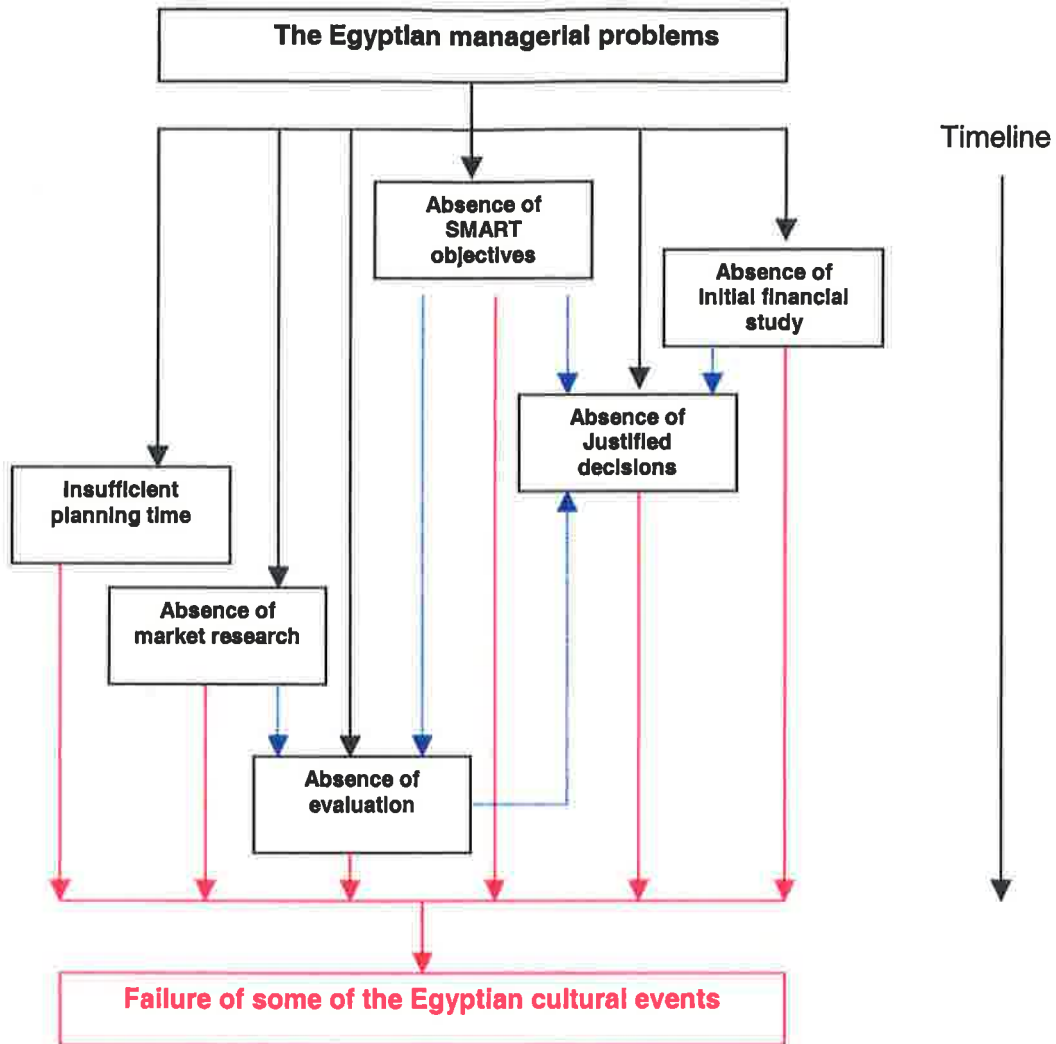 The Egyptian managerial problems
Timeline
Absence of
SMART
objectives
Absence of
initial financial
study
Absence of
Justified
decisions
Insufficient
planning time
Absence of
market research
Absence of
evaluation
Failure of some of the Egyptian cultural events